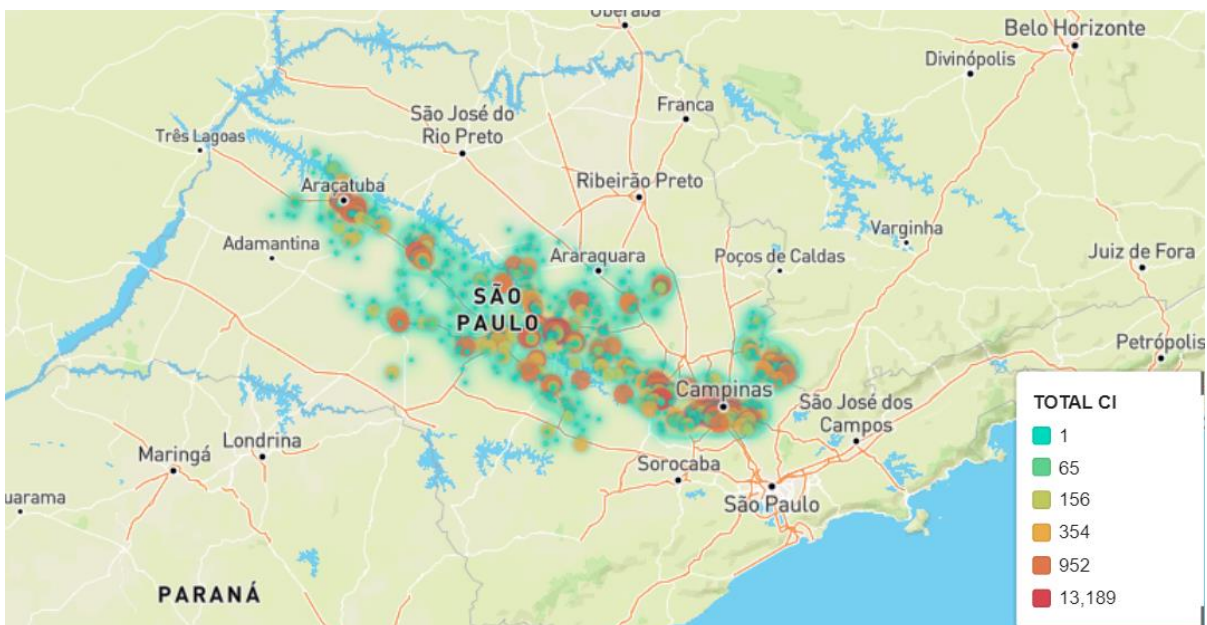 Uberaba
Belo Horizonte
Divinópolis
São José do
Rio Preto
Franca
Três Lagoas
Araçatuba
Ribeirão Preto
Varginha
Adamantina
Araraquara
Poços de Caldas
Juiz de Fora
SÃO
PAULO
Petrópolis
Campinas
São José dos
Campos
Londrina
Maringá
Sorocaba
uarama
São Paulo
PARANÁ
TOTAL CI
1
65
156
354
952
13,189